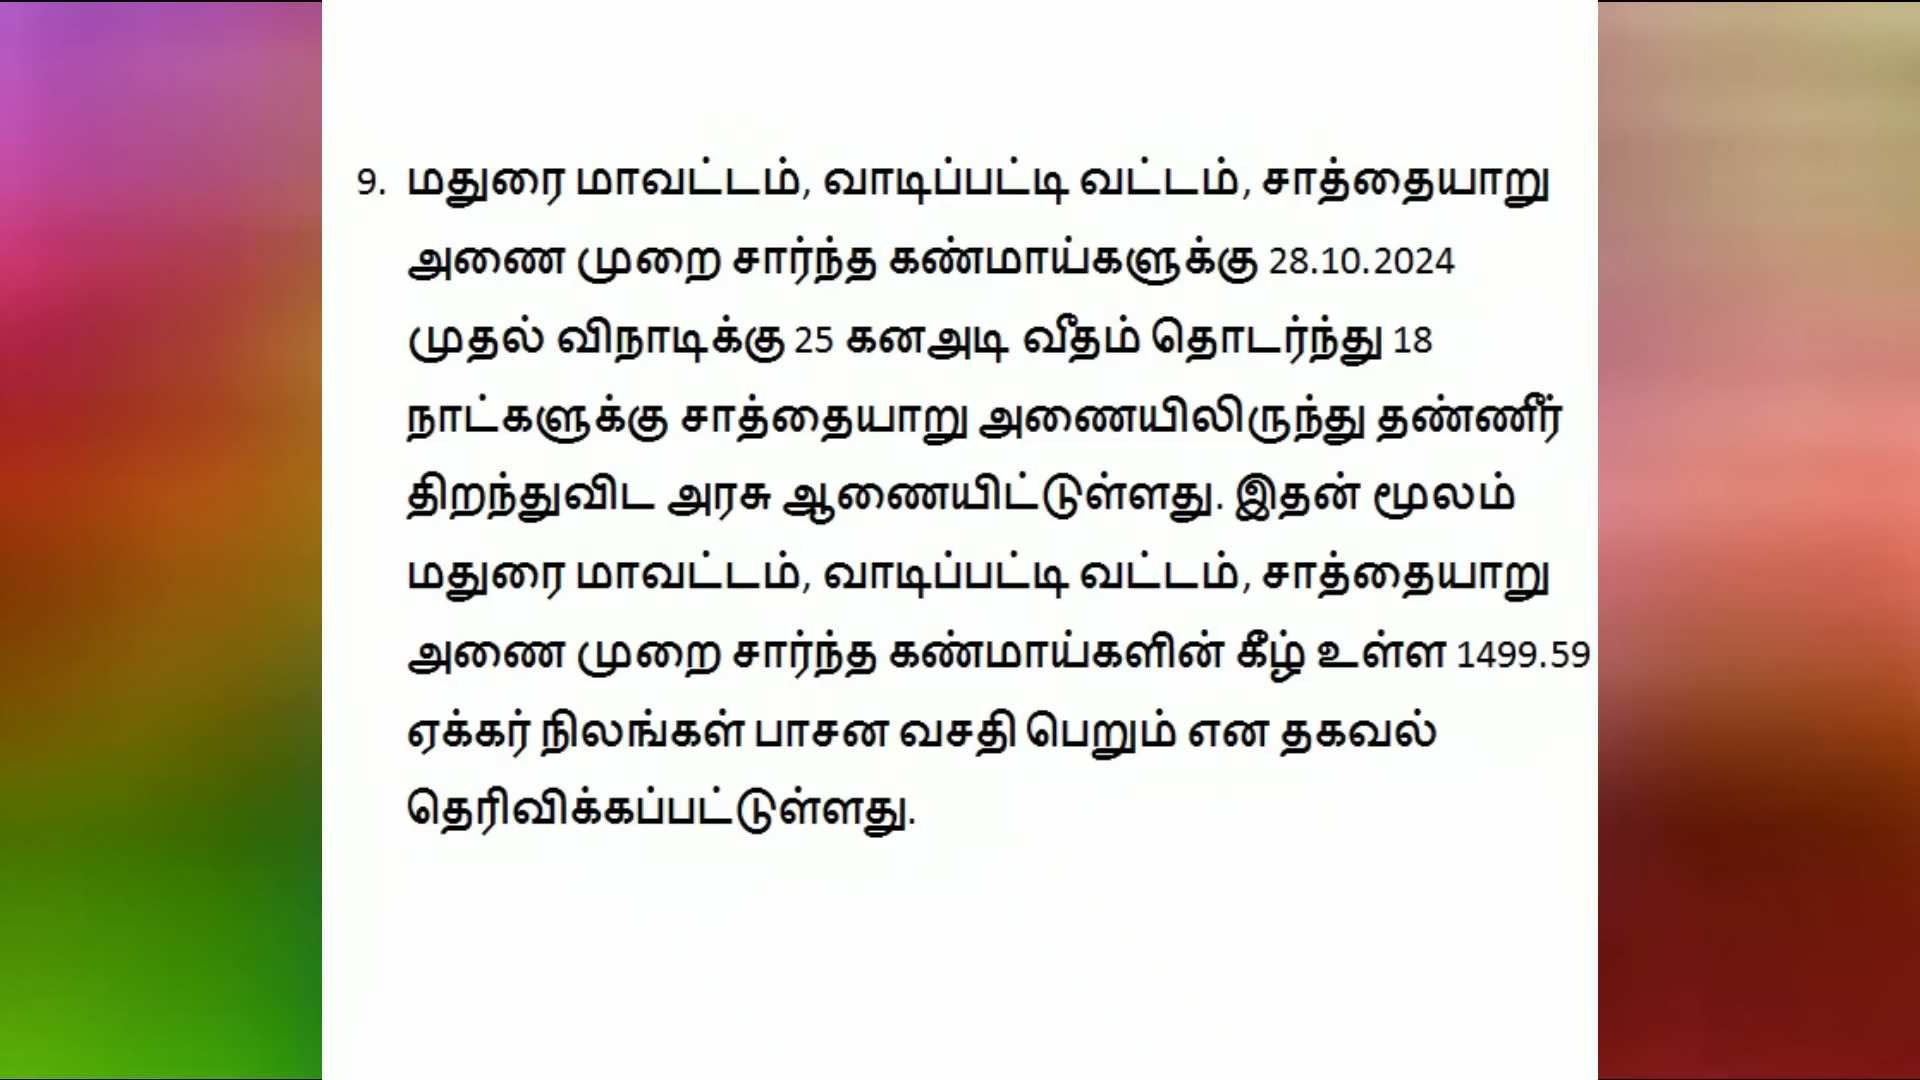 9. மதுரை மாவட்டம், வாடிப்பட்டி வட்டம், சாத்தையாறு
அணை முறை சார்ந்த கண்மாய்களுக்கு 28.10.2024
முதல் விநாடிக்கு 25 கனஅடி வீதம் தொடர்ந்து 18
நாட்களுக்கு சாத்தையாறு அணையிலிருந்து தண்ணீர்
திறந்துவிட அரசு ஆணையிட்டுள்ளது. இதன் மூலம்
மதுரை மாவட்டம், வாடிப்பட்டி வட்டம், சாத்தையாறு
அணை முறை சார்ந்த கண்மாய்களின் கீழ் உள்ள 1499.59
ஏக்கர் நிலங்கள் பாசன வசதி பெறும் என தகவல்
தெரிவிக்கப்பட்டுள்ளது.